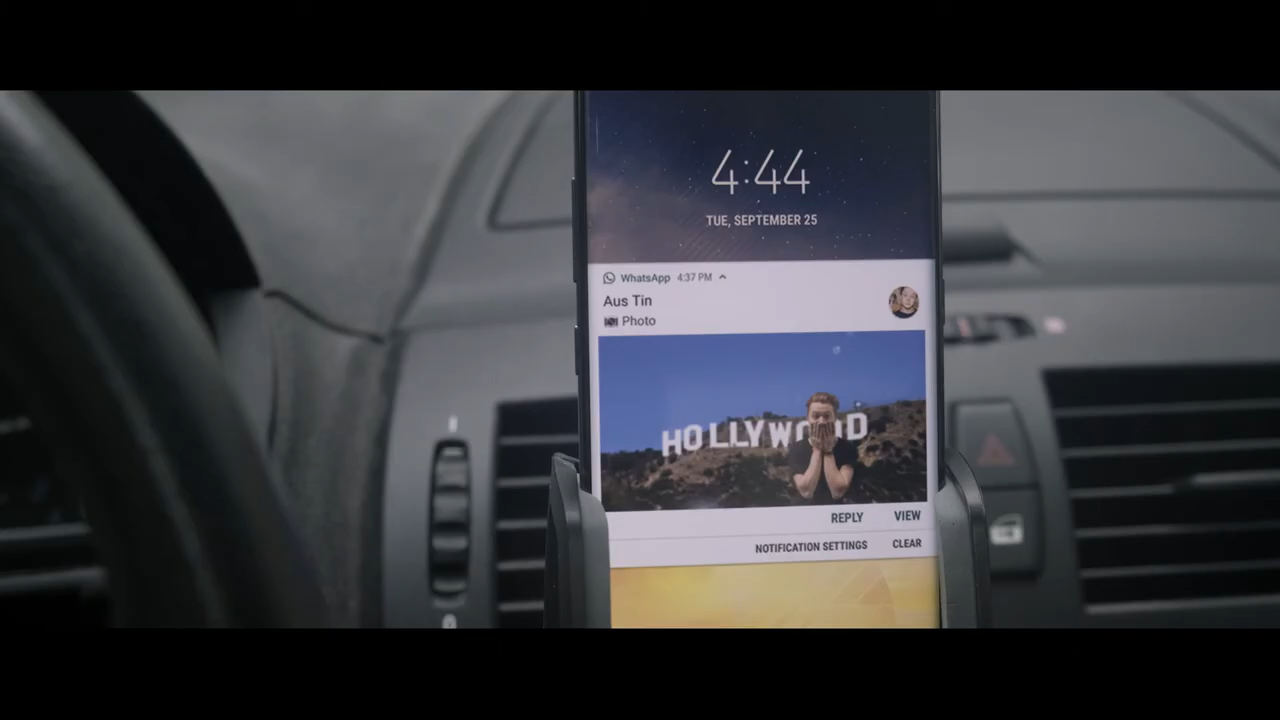 4:44
TUE, SEPTEMBER 25
WhatsApp 4:37 PM
Aus Tin
Photo
HOLLYWOOD
REPLY VIEW
NOTIFICATION SETTINGS CLEAR